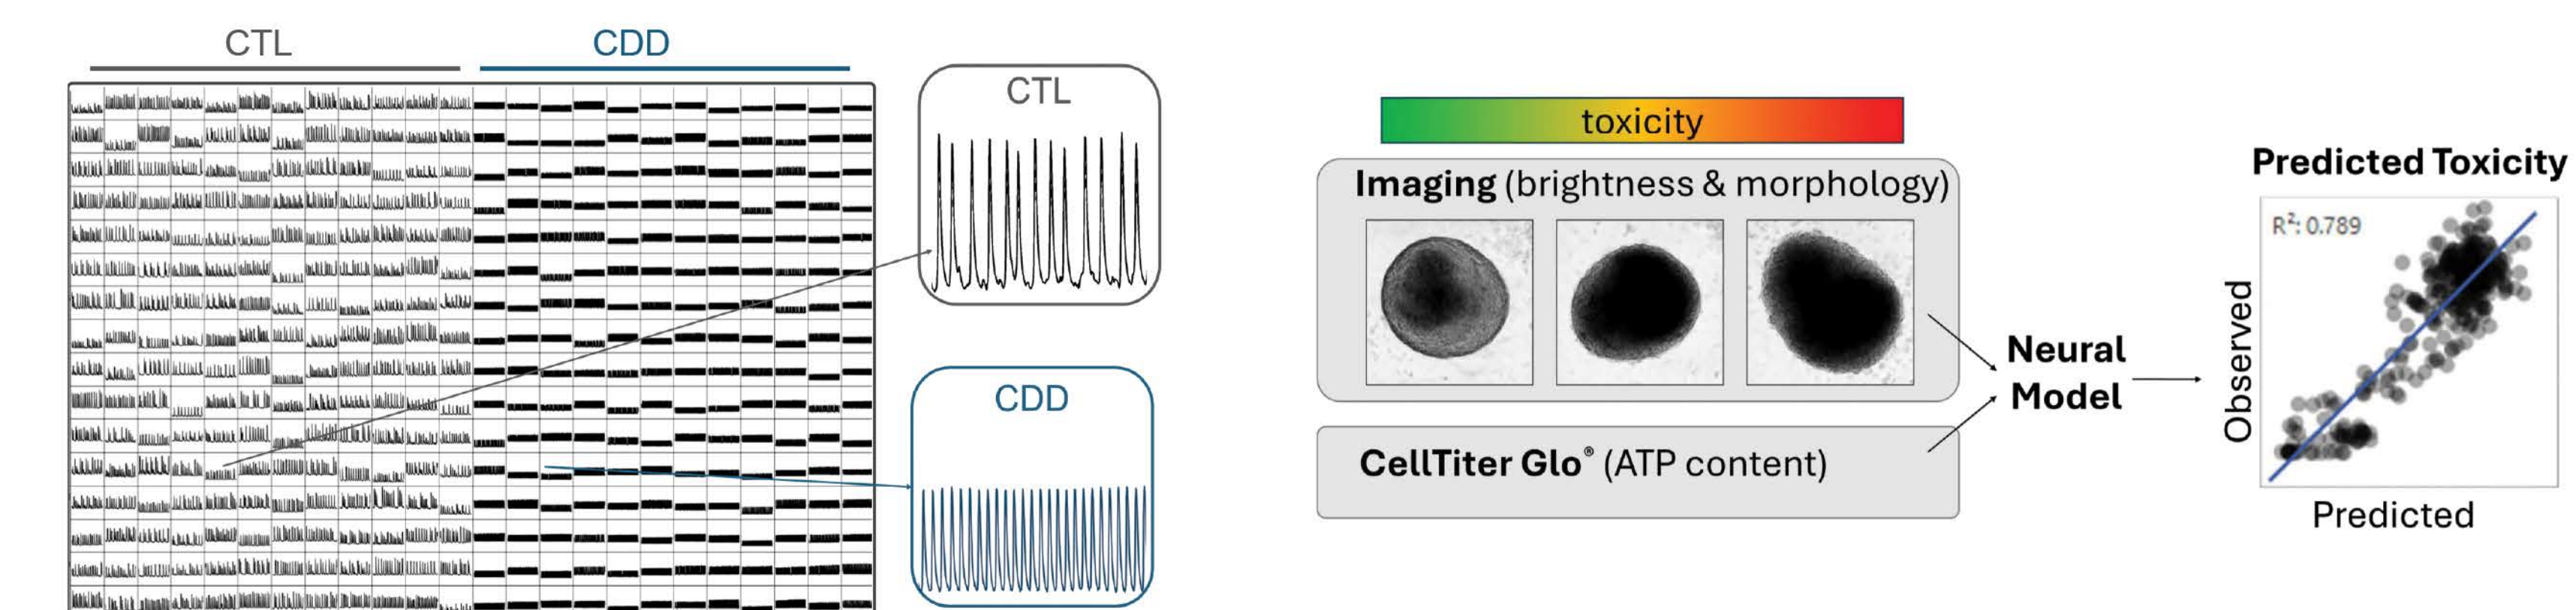 CTL
CDD
CTL
CDD
toxicity
Imaging (brightness & morphology)
CellTiter Glo® (ATP content)
Neural
Model
Predicted Toxicity
R²: 0.789
Observed
Predicted